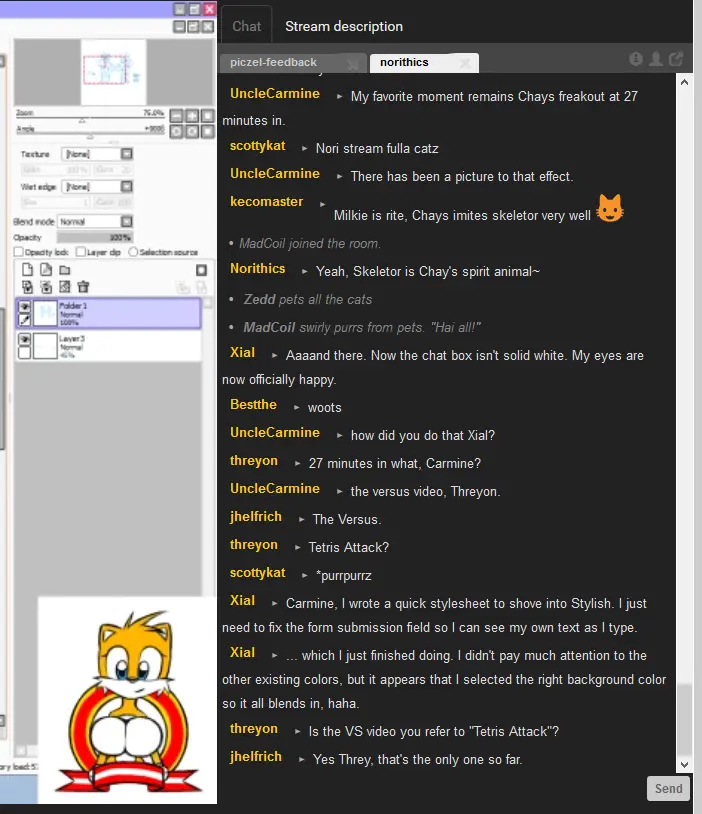 Chat
Stream description
piczel-feedback
norithics
UncleCarmine ▸ My favorite moment remains Chays freakout at 27
minutes in.
scottykat ▸ Nori stream fulla catz
UncleCarmine ▸ There has been a picture to that effect.
kecomaster ▸ Milkie is rite, Chays imites skeletor very well
• MadCoil joined the room.
Norithics ▸ Yeah, Skeletor is Chay's spirit animal~
• Zedd pets all the cats
• MadCoil swirly purrs from pets. "Hai all!"
Xial ▸ Aaaand there. Now the chat box isn't solid white. My eyes are
now officially happy.
Bestthe ▸ woots
UncleCarmine ▸ how did you do that Xial?
threyon ▸ 27 minutes in what, Carmine?
UncleCarmine ▸ the versus video, Threyon.
jhelfrich ▸ The Versus.
threyon ▸ Tetris Attack?
scottykat ▸ *purrpurrz
Xial ▸ Carmine, I wrote a quick stylesheet to shove into Stylish. I just
need to fix the form submission field so I can see my own text as I type.
Xial ▸ ... which I just finished doing. I didn't pay much attention to the
other existing colors, but it appears that I selected the right background color
so it all blends in, haha.
threyon ▸ Is the VS video you refer to "Tetris Attack"?
jhelfrich ▸ Yes Threy, that's the only one so far.
Send
Zoom 75.0%
Angle
Texture [None]
Wet edge [None]
Blend mode Normal
Opacity 100%
Opacity lock Layer clip Selection source
Folder1
Normal
100%
Layer3
Normal